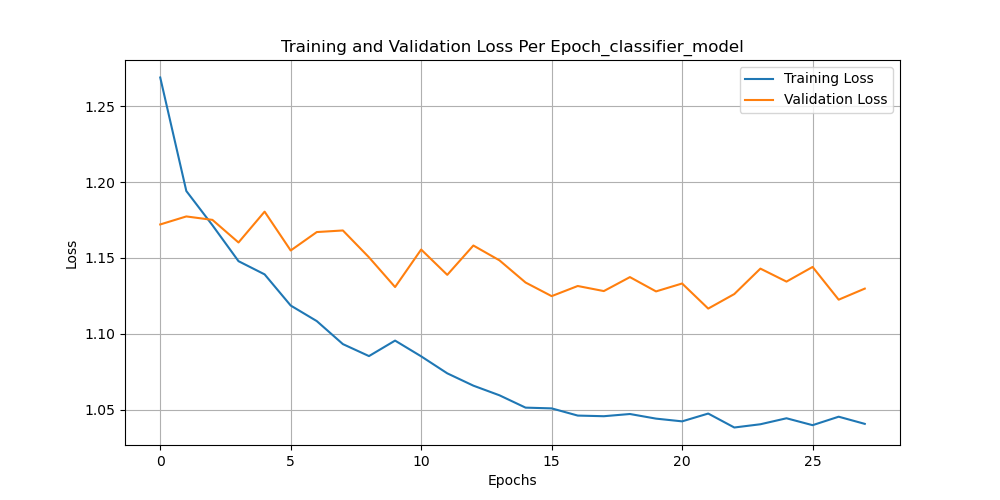 Training and Validation Loss Per Epoch_classifier_model
Training Loss
Validation Loss
Loss
1.25
1.20
1.15
1.10
1.05
0 5 10 15 20 25
Epochs